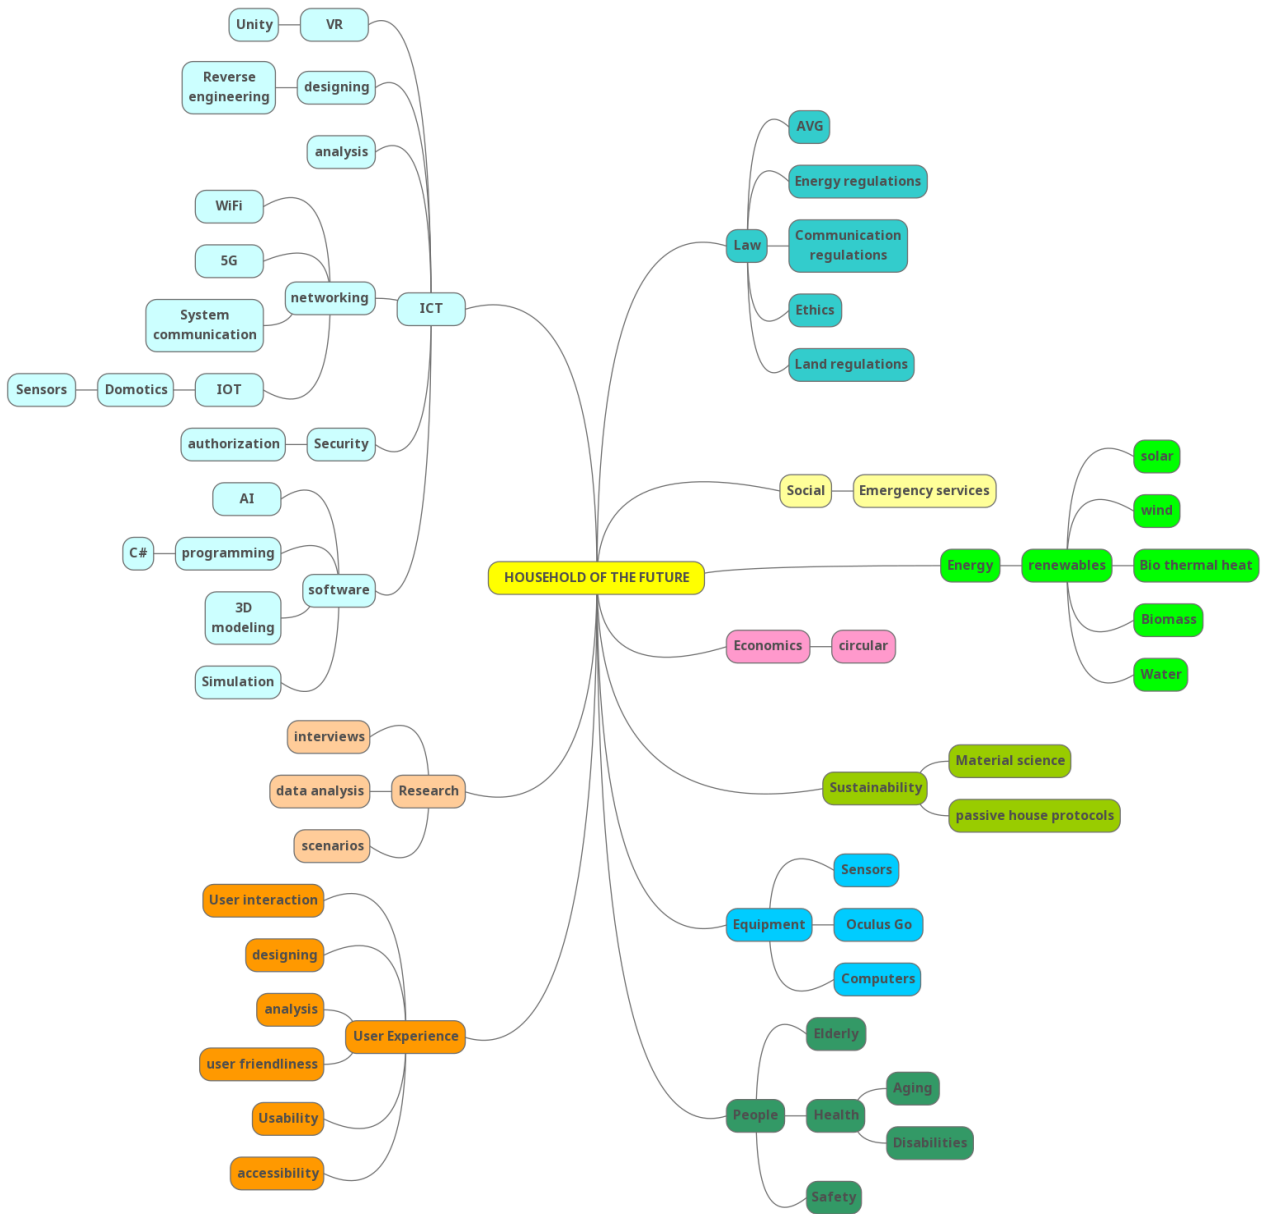 Unity
VR
Reverse
engineering
designing
analysis
WiFi
5G
System
communication
networking
Sensors
Domotics
IOT
ICT
authorization
Security
AI
C#
programming
3D
modeling
software
Simulation
interviews
data analysis
Research
scenarios
User interaction
designing
analysis
User Experience
user friendliness
Usability
accessibility
HOUSEHOLD OF THE FUTURE
AVG
Energy regulations
Law
Communication
regulations
Ethics
Land regulations
Social
Emergency services
Energy
renewables
solar
wind
Bio thermal heat
Biomass
Water
Economics
circular
Sustainability
Material science
passive house protocols
Equipment
Sensors
Oculus Go
Computers
People
Elderly
Health
Aging
Disabilities
Safety